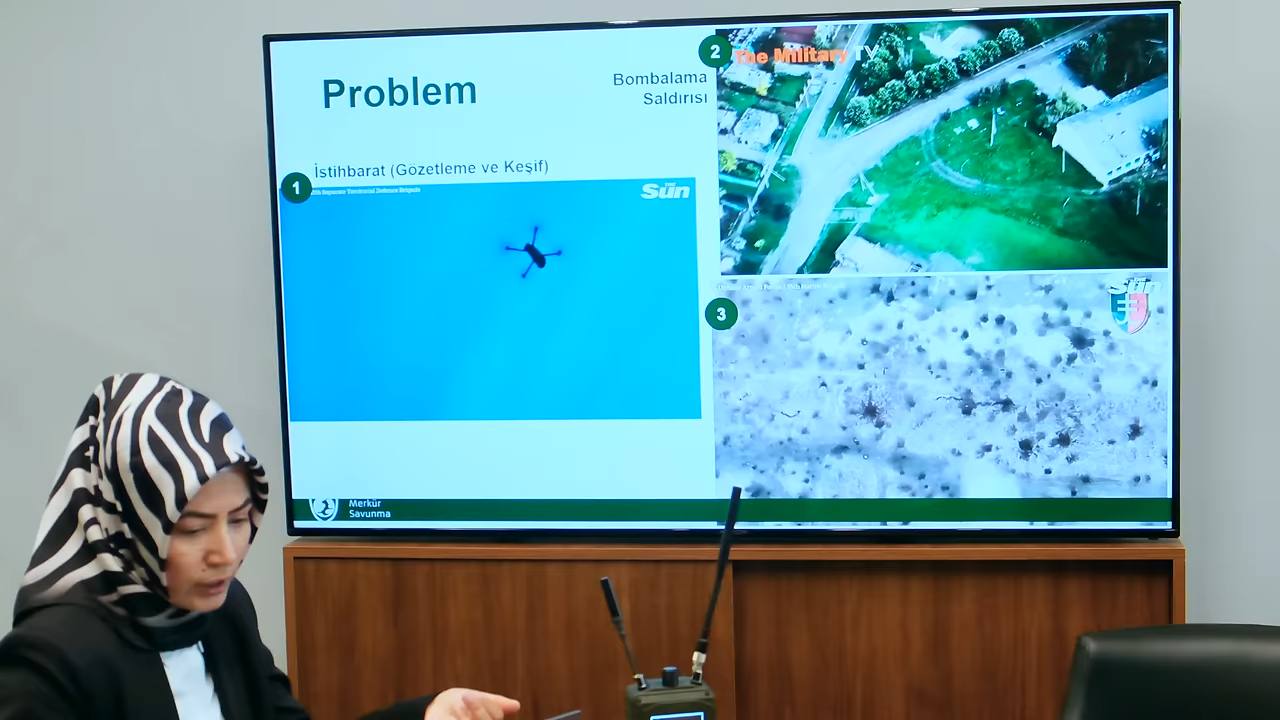 Problem
Bombalama
Saldırısı
İstihbarat (Gözetleme ve Keşif)
1
THE
Sun
2
The Military TV
3
Sun
Merkür
Savunma